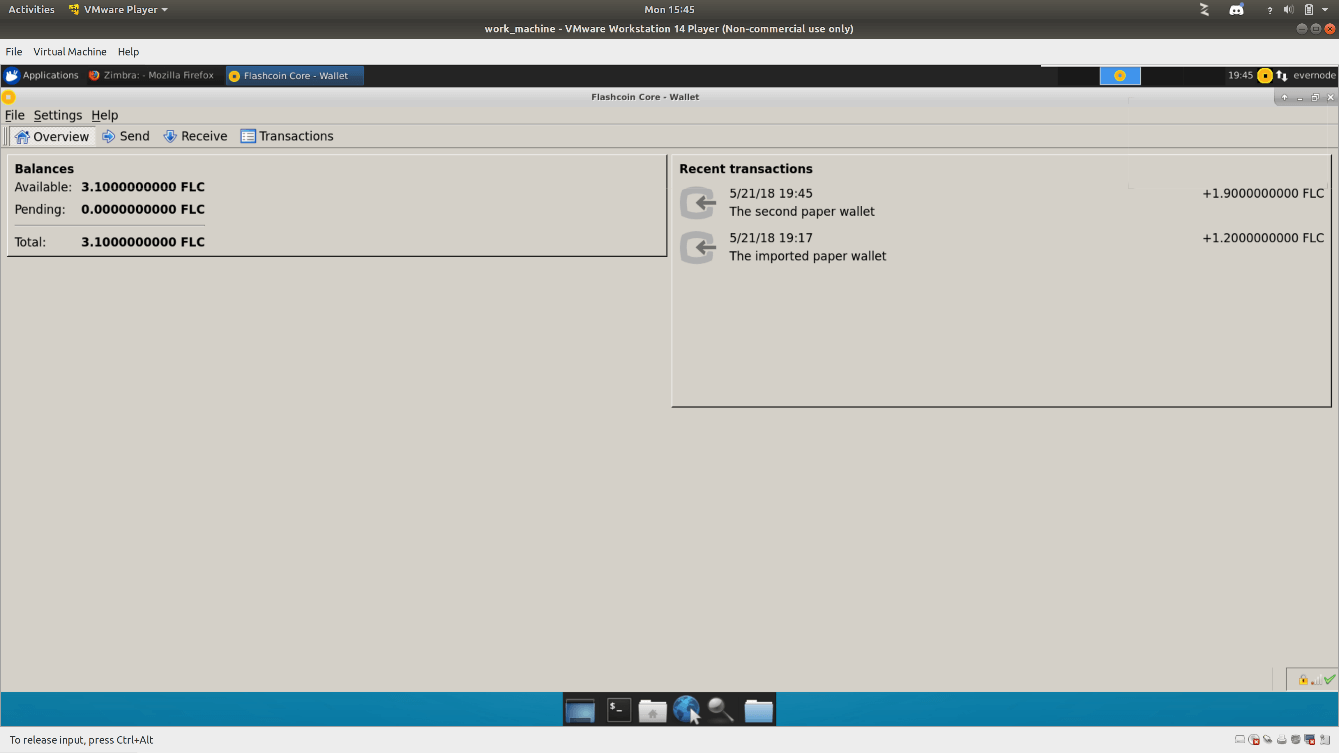 Activities VMware Player Mon 15:45 ?
work_machine - VMware Workstation 14 Player (Non-commercial use only)
File Virtual Machine Help
Applications Zimbra: - Mozilla Firefox Flashcoin Core - Wallet 19:45 evernode
Flashcoin Core - Wallet
File Settings Help
Overview Send Receive Transactions
Balances
Available: 3.1000000000 FLC
Pending: 0.0000000000 FLC
Total: 3.1000000000 FLC
Recent transactions
5/21/18 19:45 +1.9000000000 FLC
The second paper wallet
5/21/18 19:17 +1.2000000000 FLC
The imported paper wallet
$_
To release input, press Ctrl+Alt